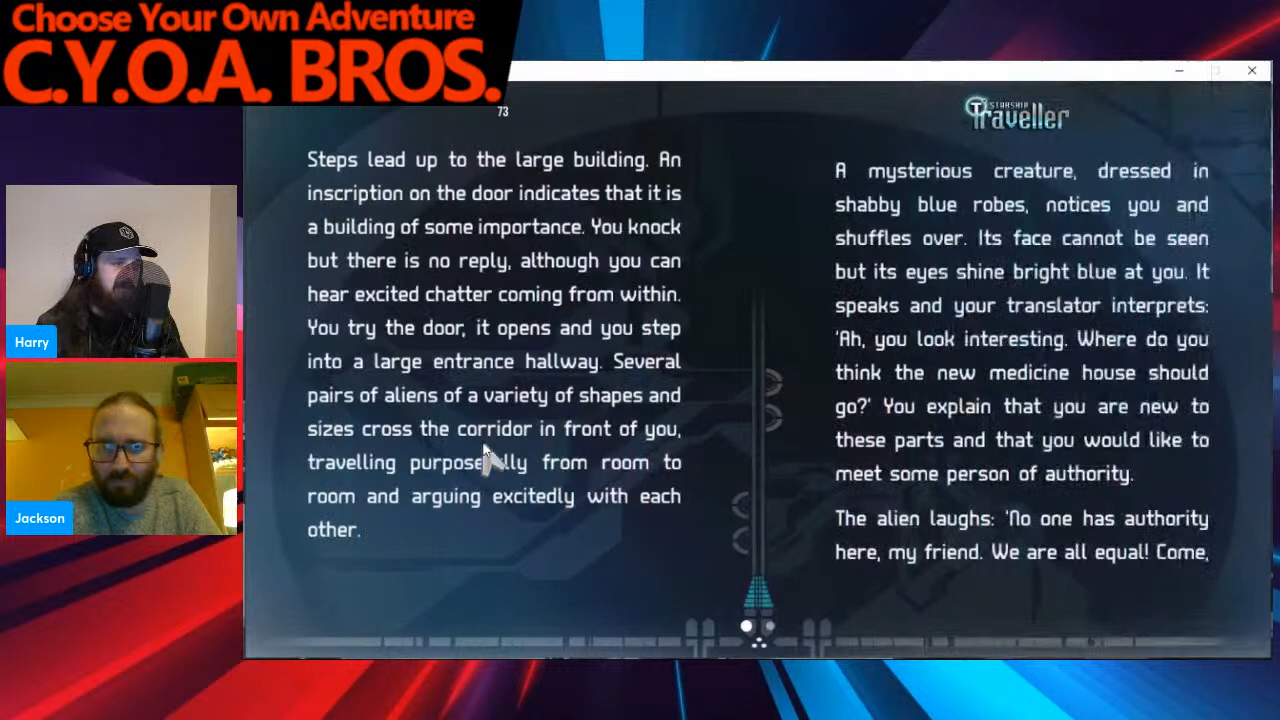 Choose Your Own Adventure
C.Y.O.A. BROS.
73
STARSHIP
Traveller
Steps lead up to the large building. An
inscription on the door indicates that it is
a building of some importance. You knock
but there is no reply, although you can
hear excited chatter coming from within.
You try the door, it opens and you step
into a large entrance hallway. Several
pairs of aliens of a variety of shapes and
sizes cross the corridor in front of you,
travelling purposefully from room to
room and arguing excitedly with each
other.
A mysterious creature, dressed in
shabby blue robes, notices you and
shuffles over. Its face cannot be seen
but its eyes shine bright blue at you. It
speaks and your translator interprets:
'Ah, you look interesting. Where do you
think the new medicine house should
go?' You explain that you are new to
these parts and that you would like to
meet some person of authority.
The alien laughs: 'No one has authority
here, my friend. We are all equal! Come,
Harry
Jackson